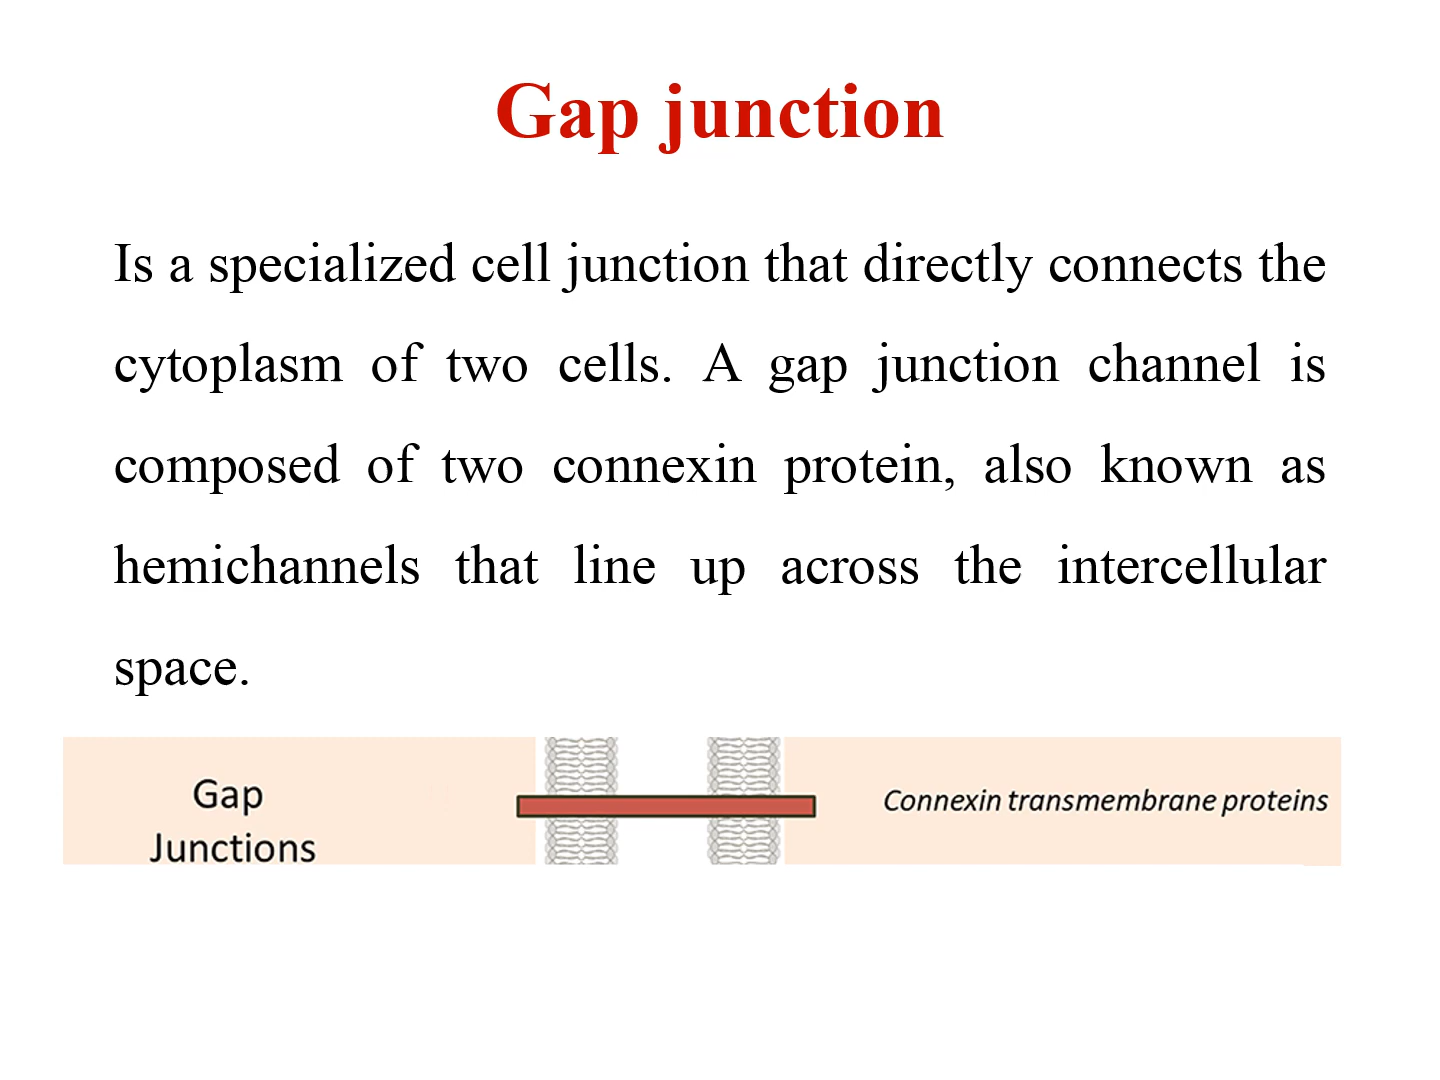 Gap junction
Is a specialized cell junction that directly connects the
cytoplasm of two cells. A gap junction channel is
composed of two connexin protein, also known as
hemichannels that line up across the intercellular
space.
Gap
Junctions
Connexin transmembrane proteins